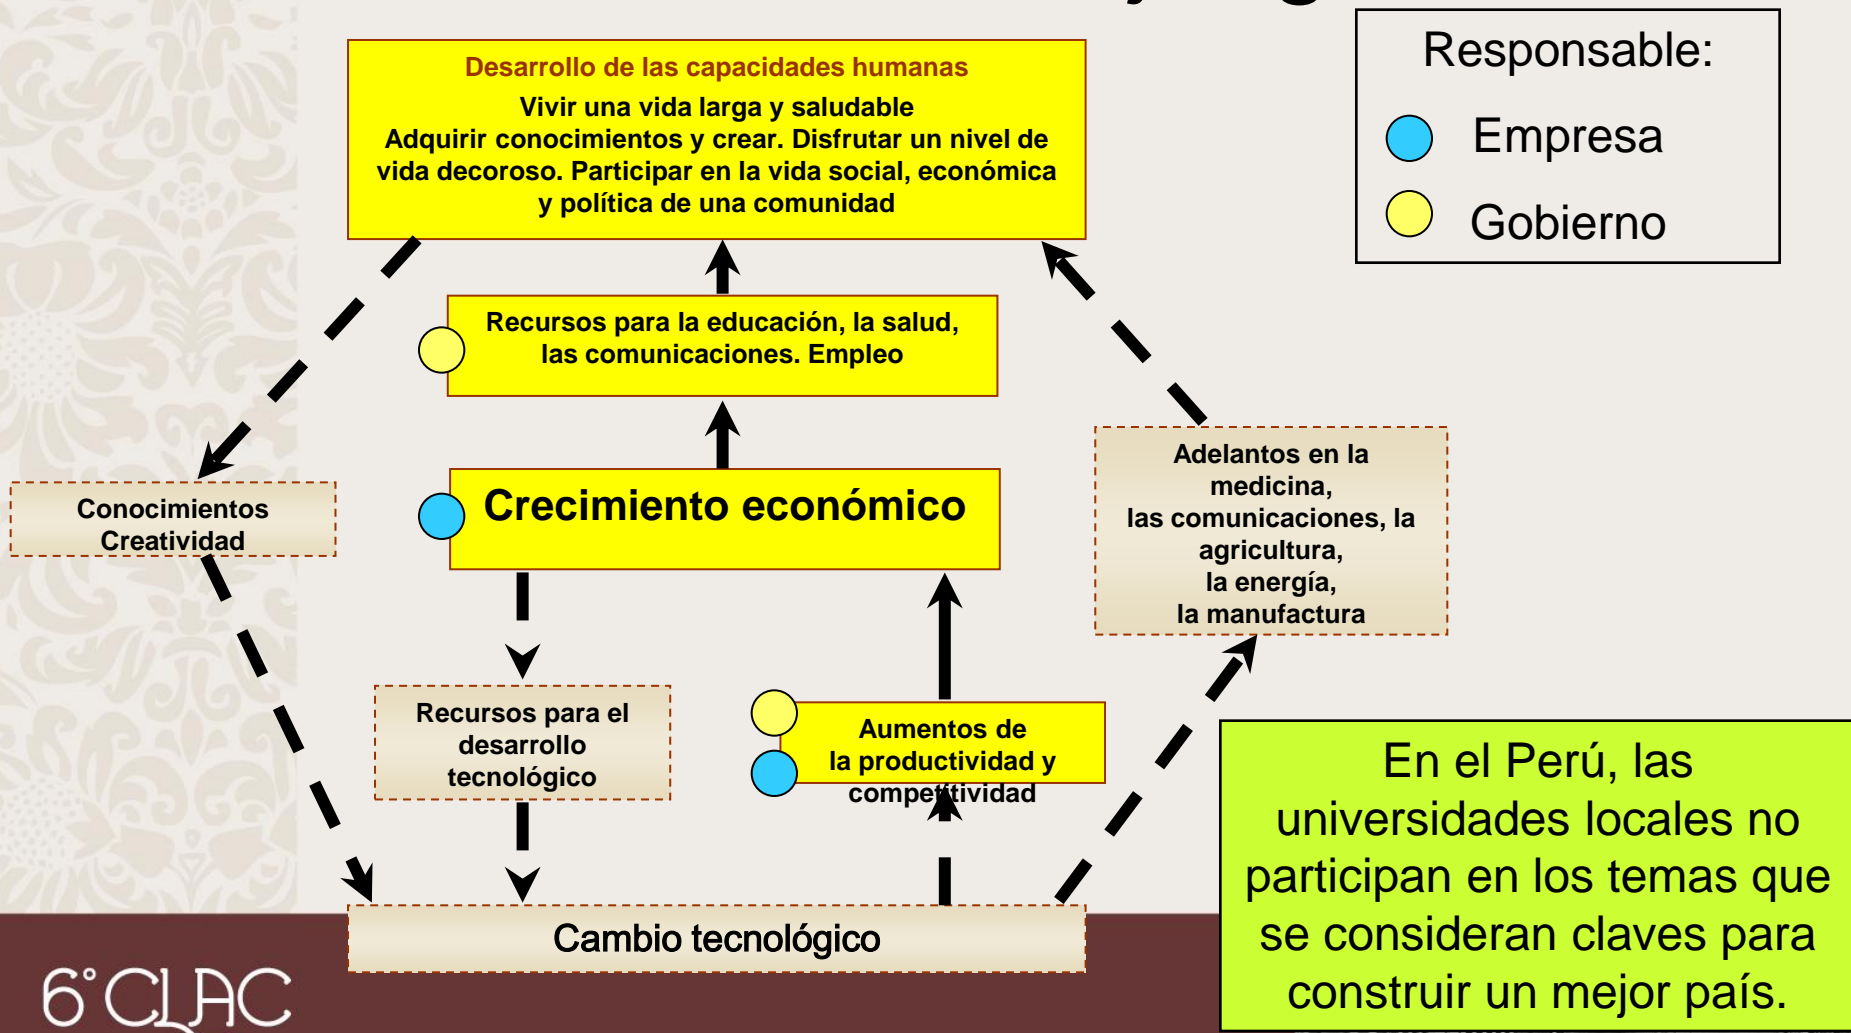 Responsable:
Empresa
Gobierno
Desarrollo de las capacidades humanas
Vivir una vida larga y saludable
Adquirir conocimientos y crear. Disfrutar un nivel de
vida decoroso. Participar en la vida social, económica
y política de una comunidad
Recursos para la educación, la salud,
las comunicaciones. Empleo
Crecimiento económico
Conocimientos
Creatividad
Adelantos en la
medicina,
las comunicaciones, la
agricultura,
la energía,
la manufactura
Recursos para el
desarrollo
tecnológico
Aumentos de
la productividad y
competitividad
Cambio tecnológico
En el Perú, las
universidades locales no
participan en los temas que
se consideran claves para
construir un mejor país.
6° CLAC